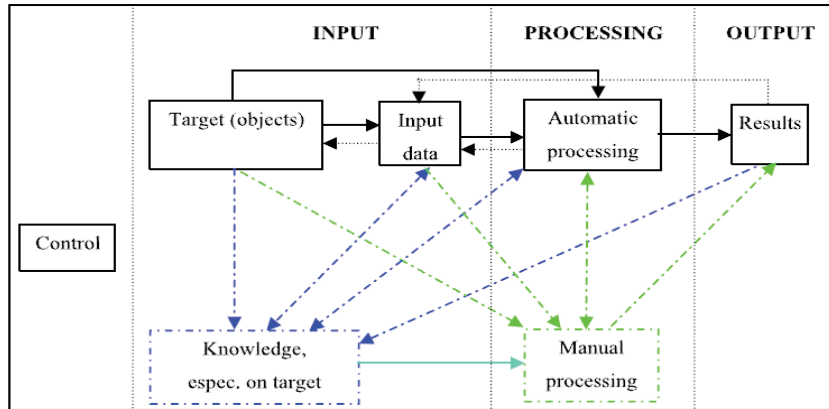 INPUT
PROCESSING
OUTPUT
Target (objects)
Input
data
Automatic
processing
Results
Control
Knowledge,
espec. on target
Manual
processing